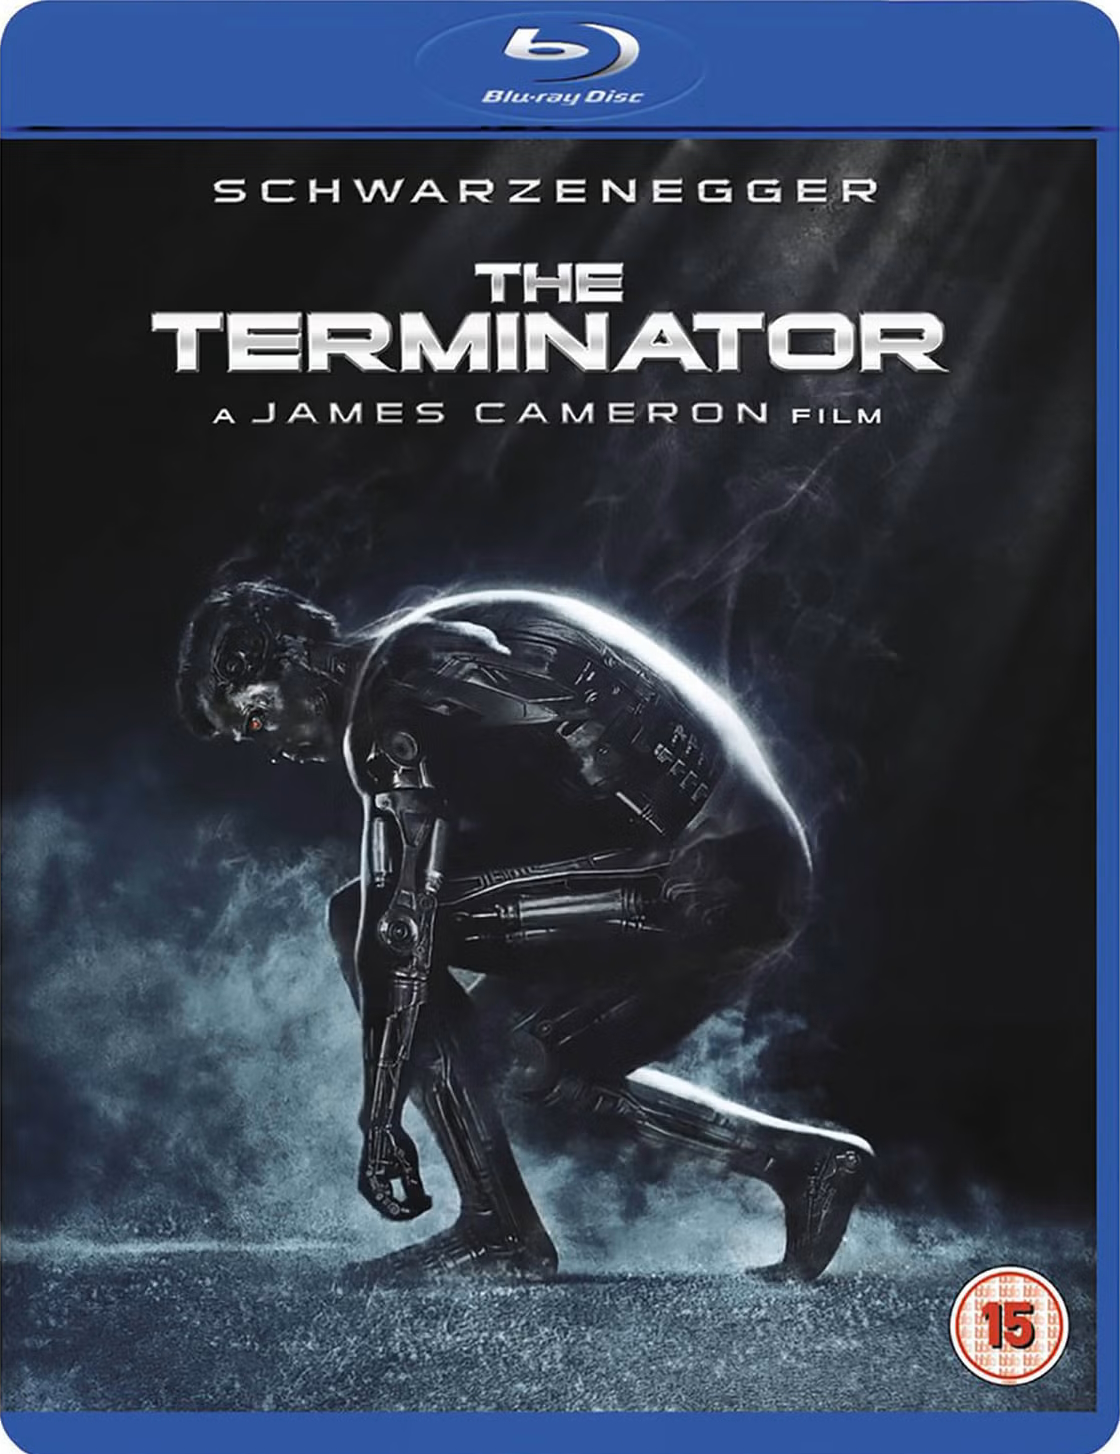 Blu-ray Disc
SCHWARZENEGGER
THE
TERMINATOR
A JAMES CAMERON FILM
15